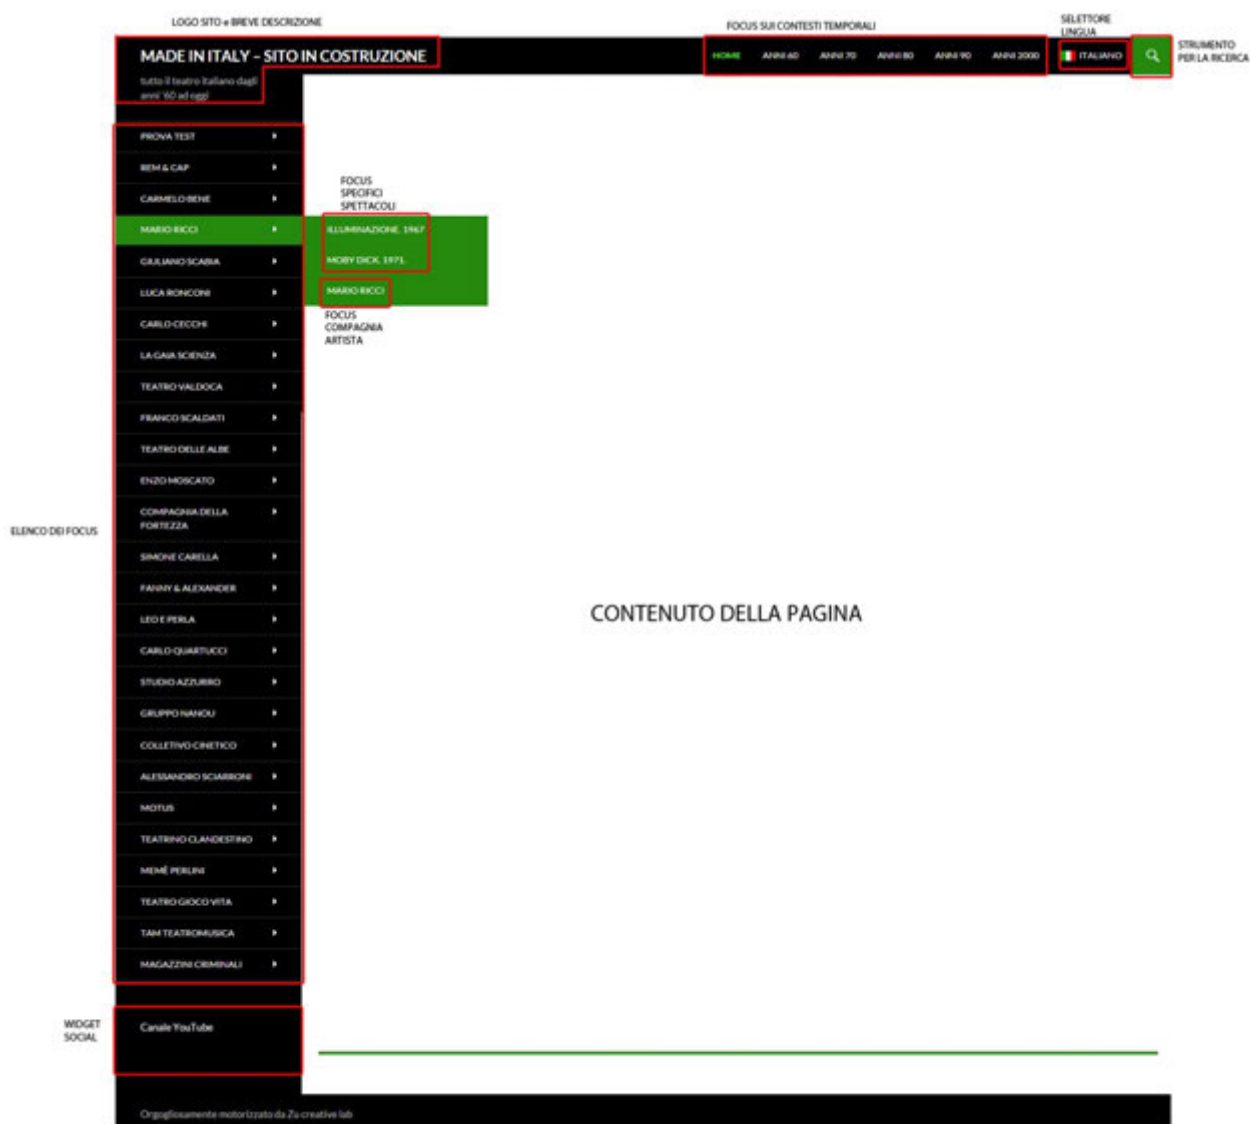 LOGO SITO e BREVE DESCRIZIONE
FOCUS SUI CONTESTI TEMPORALI
SELETTORE
LINGUA
STRUMENTO
PER LA RICERCA
MADE IN ITALY – SITO IN COSTRUZIONE
HOME ANNI 60 ANNI 70 ANNI 80 ANNI 90 ANNI 2000 ITALIANO
tutto il teatro italiano dagli
anni '60 ad oggi
PROVA TEST
REM & CAP
CARMELO BENE
FOCUS
SPECIFICI
SPETTACOLI
MARIO RICCI
ILLUMINAZIONE, 1967
GIULIANO SCABIA
MOBY DICK, 1971.
LUCA RONCONI
MARIO RICCI
CARLO CECCHI
FOCUS
COMPAGNIA
ARTISTA
LA GAIA SCIENZA
TEATRO VALDOCA
FRANCO SCALDATI
TEATRO DELLE ALBE
ENZO MOSCATO
COMPAGNIA DELLA
FORTEZZA
ELENCO DEI FOCUS
SIMONE CARELLA
FANNY & ALEXANDER
LEO E PERLA
CONTENUTO DELLA PAGINA
CARLO QUARTUCCI
STUDIO AZZURRO
GRUPPO NANOU
COLLETIVO CINETICO
ALESSANDRO SCIARRONI
MOTUS
TEATRINO CLANDESTINO
MEMÈ PERLINI
TEATRO GIOCO VITA
TAM TEATROMUSICA
MAGAZZINI CRIMINALI
WIDGET
SOCIAL
Canale YouTube
Orgogliosamente motorizzato da Zu creative lab